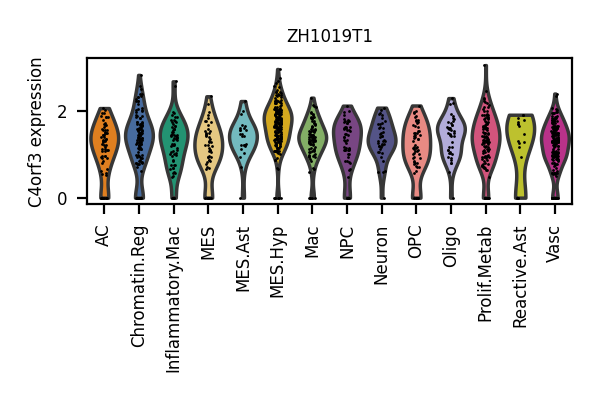 ZH1019T1
C4orf3 expression
2
0
AC
Chromatin.Reg
Inflammatory.Mac
MES
MES.Ast
MES.Hyp
Mac
NPC
Neuron
OPC
Oligo
Prolif.Metab
Reactive.Ast
Vasc